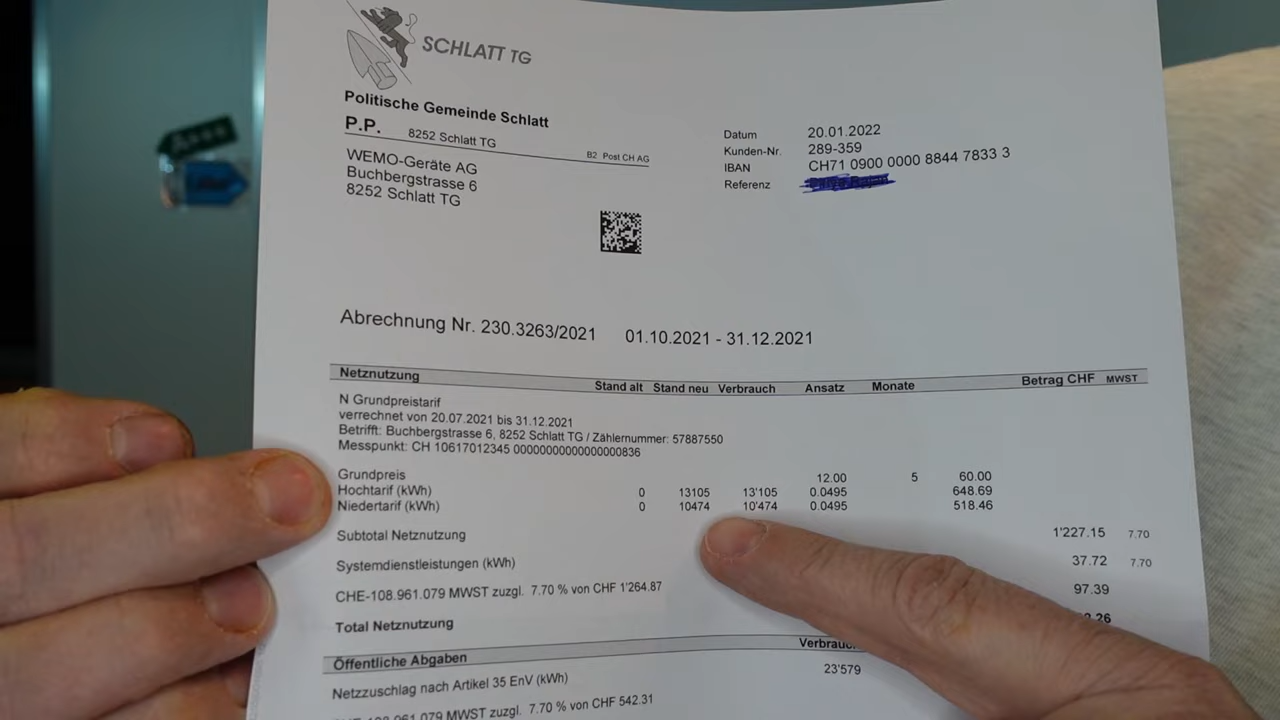 SCHLATT TG
Politische Gemeinde Schlatt
P.P. 8252 Schlatt TG B2 Post CH AG
WEMO-Geräte AG
Buchbergstrasse 6
8252 Schlatt TG
Datum 20.01.2022
Kunden-Nr. 289-359
IBAN CH71 0900 0000 8844 7833 3
Referenz
Abrechnung Nr. 230.3263/2021 01.10.2021 - 31.12.2021
Netznutzung Stand alt Stand neu Verbrauch Ansatz Monate Betrag CHF MWST
N Grundpreistarif
verrechnet von 20.07.2021 bis 31.12.2021
Betrifft: Buchbergstrasse 6, 8252 Schlatt TG / Zählernummer: 57887550
Messpunkt: CH 10617012345 00000000000000000836
Grundpreis 12.00 5 60.00
Hochtarif (kWh) 0 13105 13'105 0.0495 648.69
Niedertarif (kWh) 0 10474 10'474 0.0495 518.46
Subtotal Netznutzung 1'227.15 7.70
Systemdienstleistungen (kWh) 37.72 7.70
CHE-108.961.079 MWST zuzgl. 7.70 % von CHF 1'264.87 97.39
Total Netznutzung
Öffentliche Abgaben
Netzzuschlag nach Artikel 35 EnV (kWh) 23'579
MWST zuzgl. 7.70 % von CHF 542.31